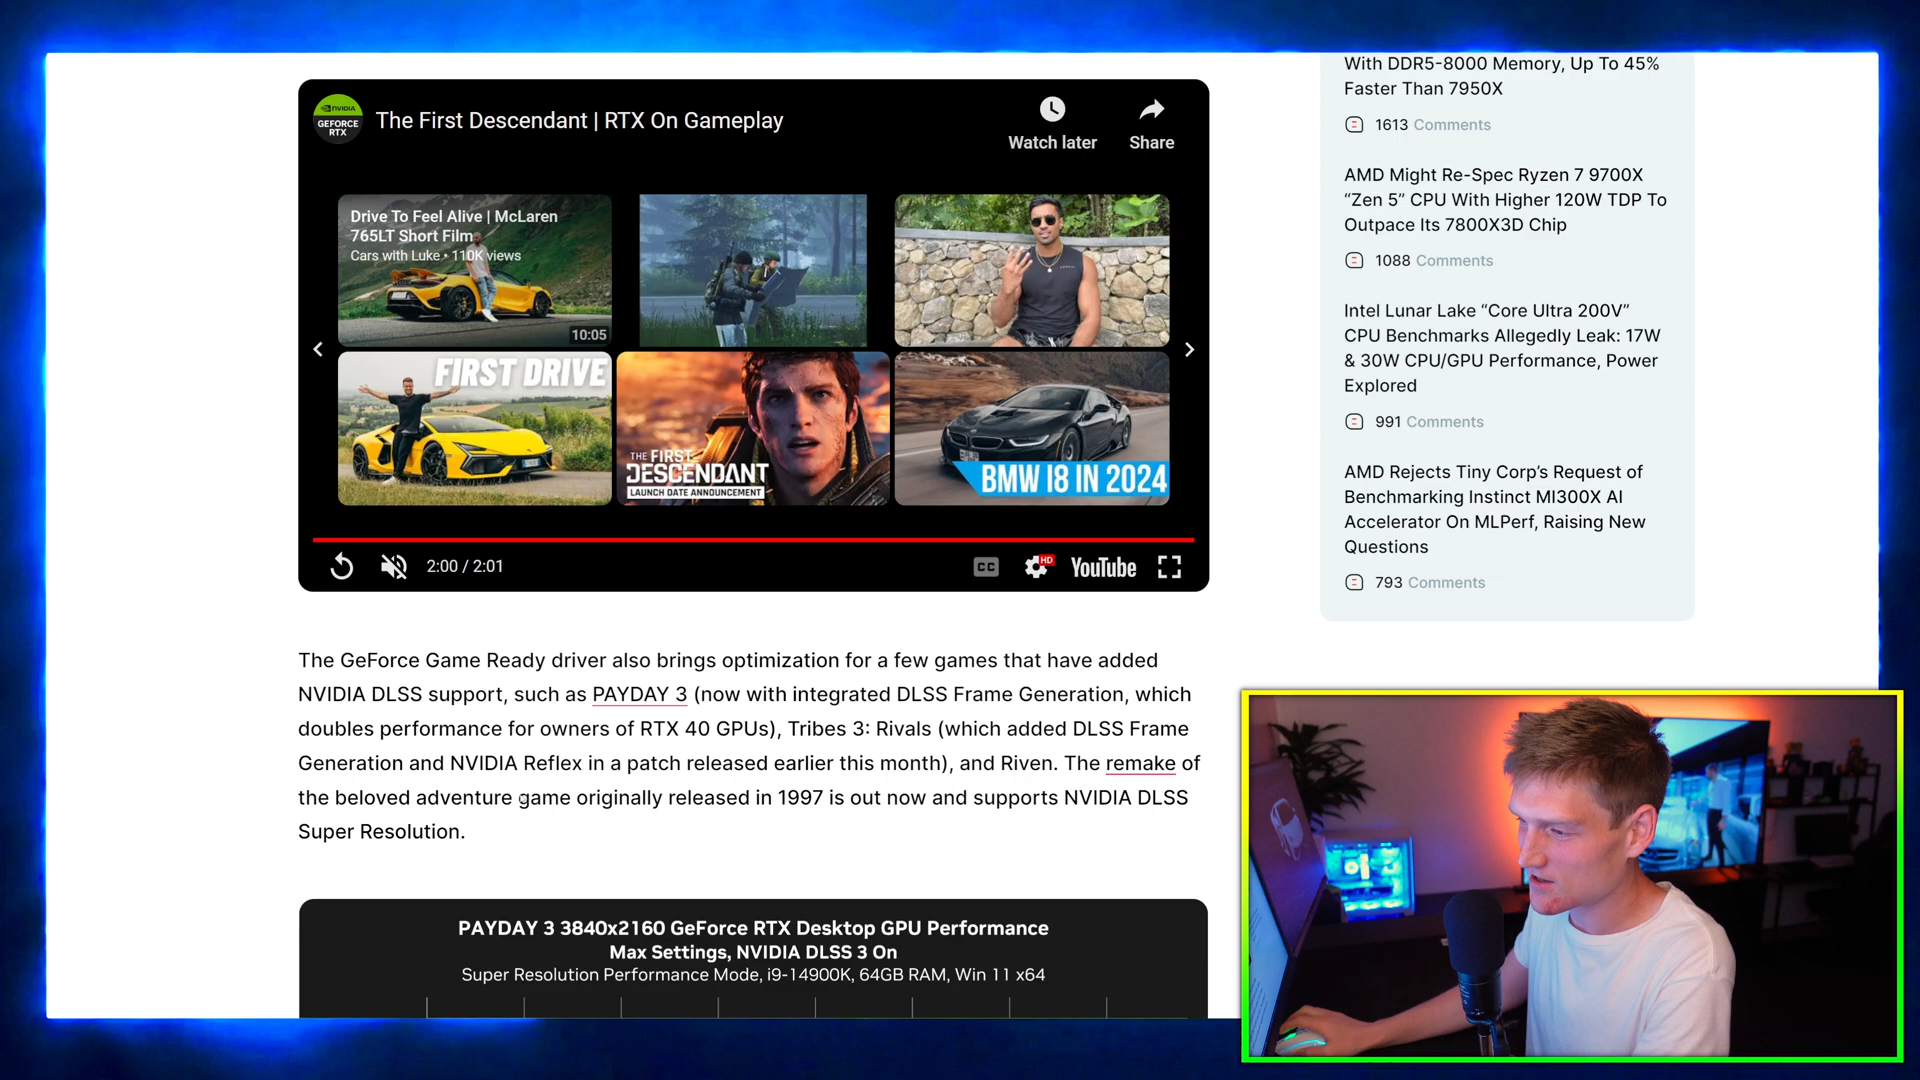 NVIDIA
GEFORCE
RTX
The First Descendant | RTX On Gameplay
Watch later
Share
Drive To Feel Alive | McLaren
765LT Short Film
Cars with Luke • 110K views
10:05
FIRST DRIVE
THE FIRST
DESCENDANT
LAUNCH DATE ANNOUNCEMENT
BMW I8 IN 2024
2:00 / 2:01
CC
HD
YouTube
The GeForce Game Ready driver also brings optimization for a few games that have added
NVIDIA DLSS support, such as PAYDAY 3 (now with integrated DLSS Frame Generation, which
doubles performance for owners of RTX 40 GPUs), Tribes 3: Rivals (which added DLSS Frame
Generation and NVIDIA Reflex in a patch released earlier this month), and Riven. The remake of
the beloved adventure game originally released in 1997 is out now and supports NVIDIA DLSS
Super Resolution.
PAYDAY 3 3840x2160 GeForce RTX Desktop GPU Performance
Max Settings, NVIDIA DLSS 3 On
Super Resolution Performance Mode, i9-14900K, 64GB RAM, Win 11 x64
With DDR5-8000 Memory, Up To 45%
Faster Than 7950X
1613 Comments
AMD Might Re-Spec Ryzen 7 9700X
“Zen 5” CPU With Higher 120W TDP To
Outpace Its 7800X3D Chip
1088 Comments
Intel Lunar Lake “Core Ultra 200V”
CPU Benchmarks Allegedly Leak: 17W
& 30W CPU/GPU Performance, Power
Explored
991 Comments
AMD Rejects Tiny Corp’s Request of
Benchmarking Instinct MI300X AI
Accelerator On MLPerf, Raising New
Questions
793 Comments